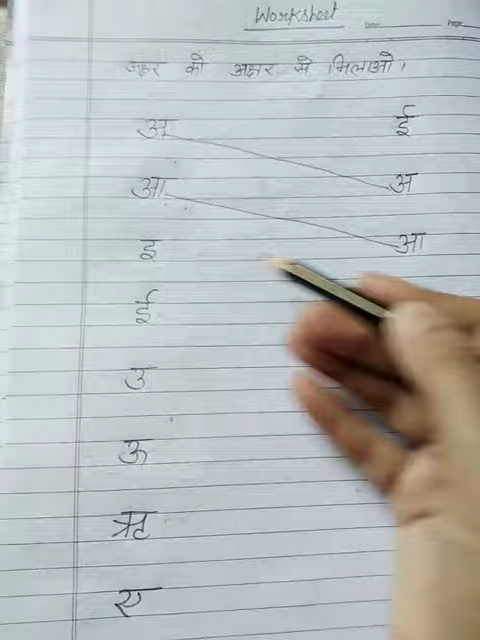 Worksheet
Date: Page:
अक्षर को अक्षर से मिलाओ।
अ ई
आ अ
इ आ
ई
उ
ऊ
ऋ
ए